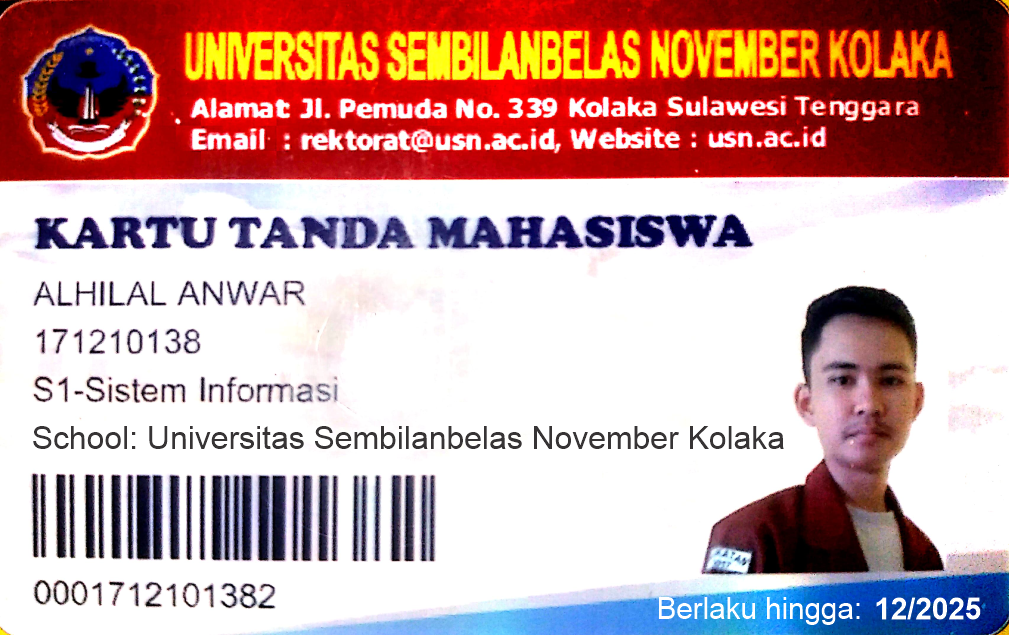 UNIVERSITAS SEMBILANBELAS NOVEMBER KOLAKA
Alamat Jl. Pemuda No. 339 Kolaka Sulawesi Tenggara
Email : rektorat@usn.ac.id, Website : usn.ac.id
KARTU TANDA MAHASISWA
ALHILAL ANWAR
171210138
S1-Sistem Informasi
School: Universitas Sembilanbelas November Kolaka
0001712101382
Berlaku hingga: 12/2025